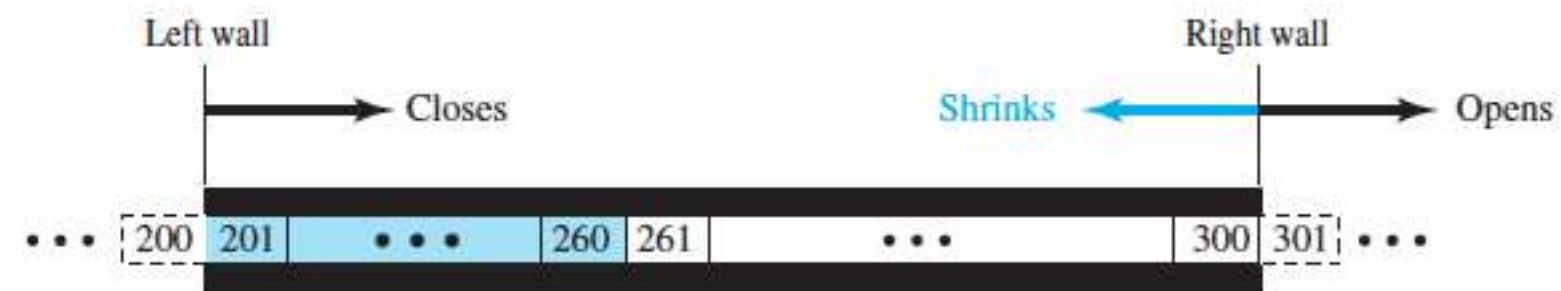 Left wall Right wall
Closes Shrinks Opens
••• 200 201 ••• 260 261 ••• 300 301 •••